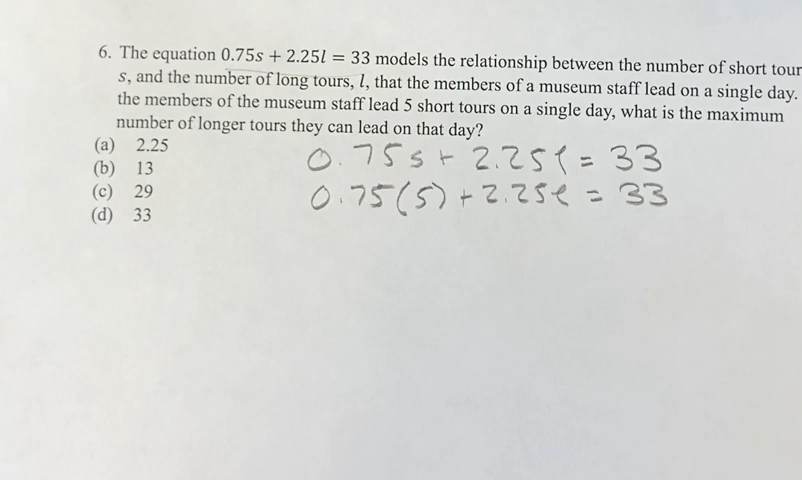 6. The equation 0.75s + 2.25l = 33 models the relationship between the number of short tour
s, and the number of long tours, l, that the members of a museum staff lead on a single day.
the members of the museum staff lead 5 short tours on a single day, what is the maximum
number of longer tours they can lead on that day?
(a) 2.25
(b) 13
(c) 29
(d) 33
0.75s + 2.25l = 33
0.75(5) + 2.25l = 33